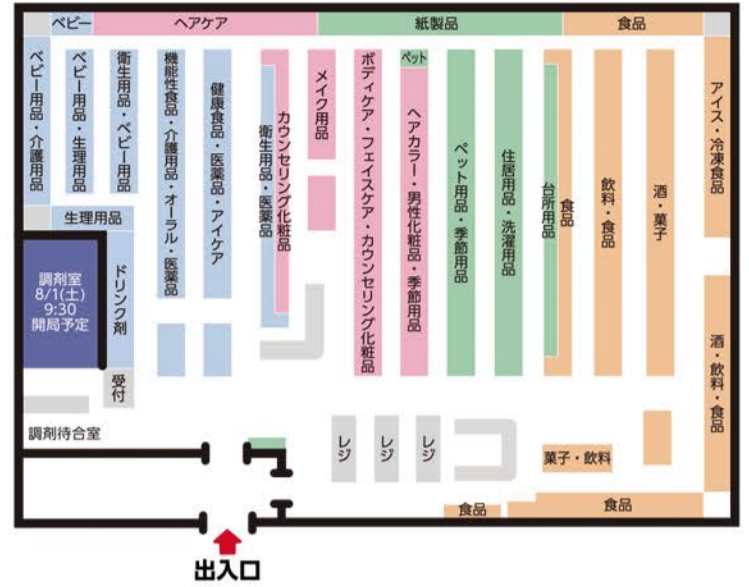 ベビー
ヘアケア
紙製品
食品
ベビー用品・介護用品
ベビー用品・生理用品
衛生用品・ベビー用品
機能性食品・介護用品・オーラル・医薬品
健康食品・医薬品・アイケア
衛生用品・医薬品
カウンセリング化粧品
メイク用品
ボディケア・フェイスケア・カウンセリング化粧品
ペット
ヘアカラー・男性化粧品・季節用品
ペット用品・季節用品
住居用品・洗濯用品
台所用品
食品
飲料・食品
酒・菓子
アイス・冷凍食品
生理用品
調剤室
8/1(土)
9:30
開局予定
ドリンク剤
受付
酒・飲料・食品
調剤待合室
レジ
レジ
レジ
菓子・飲料
食品
食品
出入口